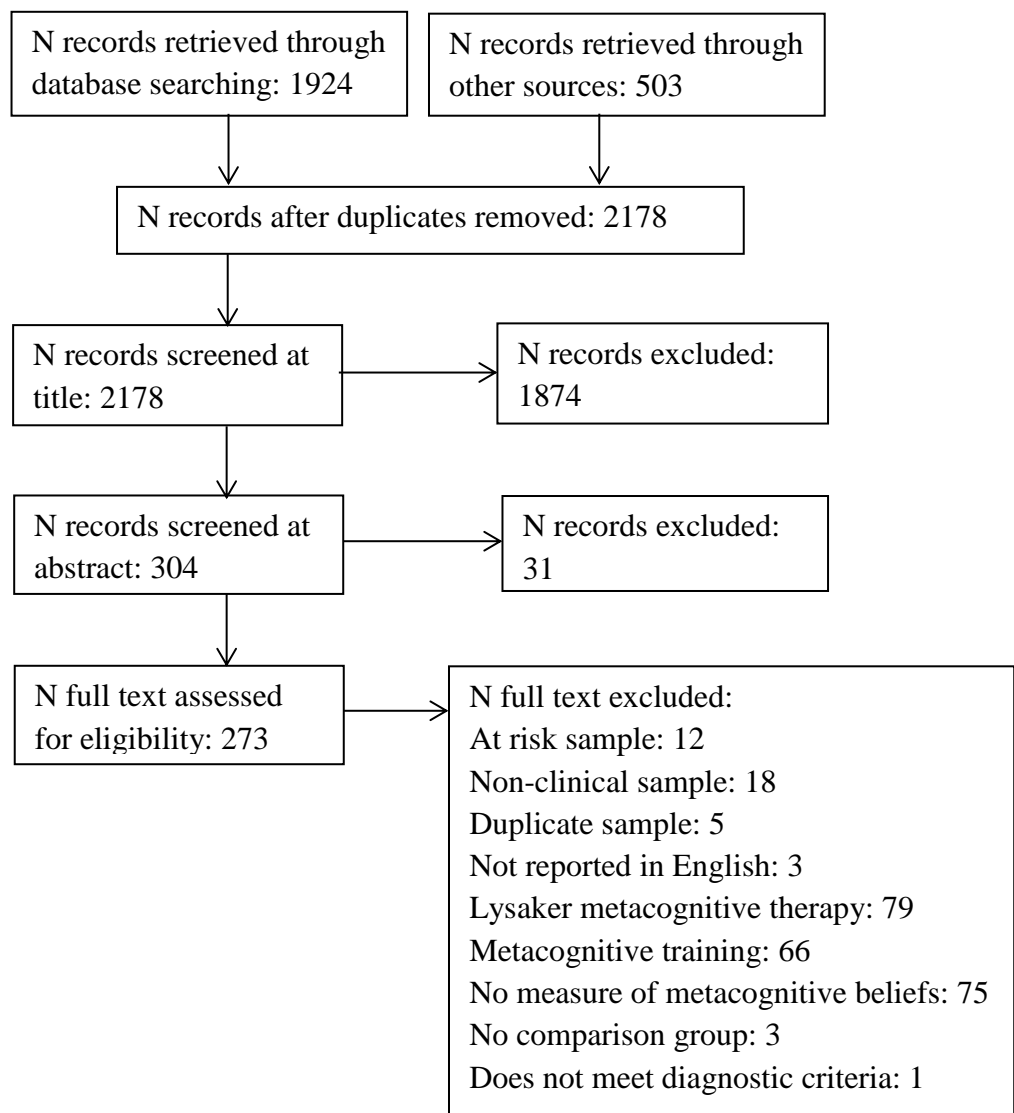 N records retrieved through
database searching: 1924
N records retrieved through
other sources: 503
N records after duplicates removed: 2178
N records screened at
title: 2178
N records excluded:
1874
N records screened at
abstract: 304
N records excluded:
31
N full text assessed
for eligibility: 273
N full text excluded:
At risk sample: 12
Non-clinical sample: 18
Duplicate sample: 5
Not reported in English: 3
Lysaker metacognitive therapy: 79
Metacognitive training: 66
No measure of metacognitive beliefs: 75
No comparison group: 3
Does not meet diagnostic criteria: 1